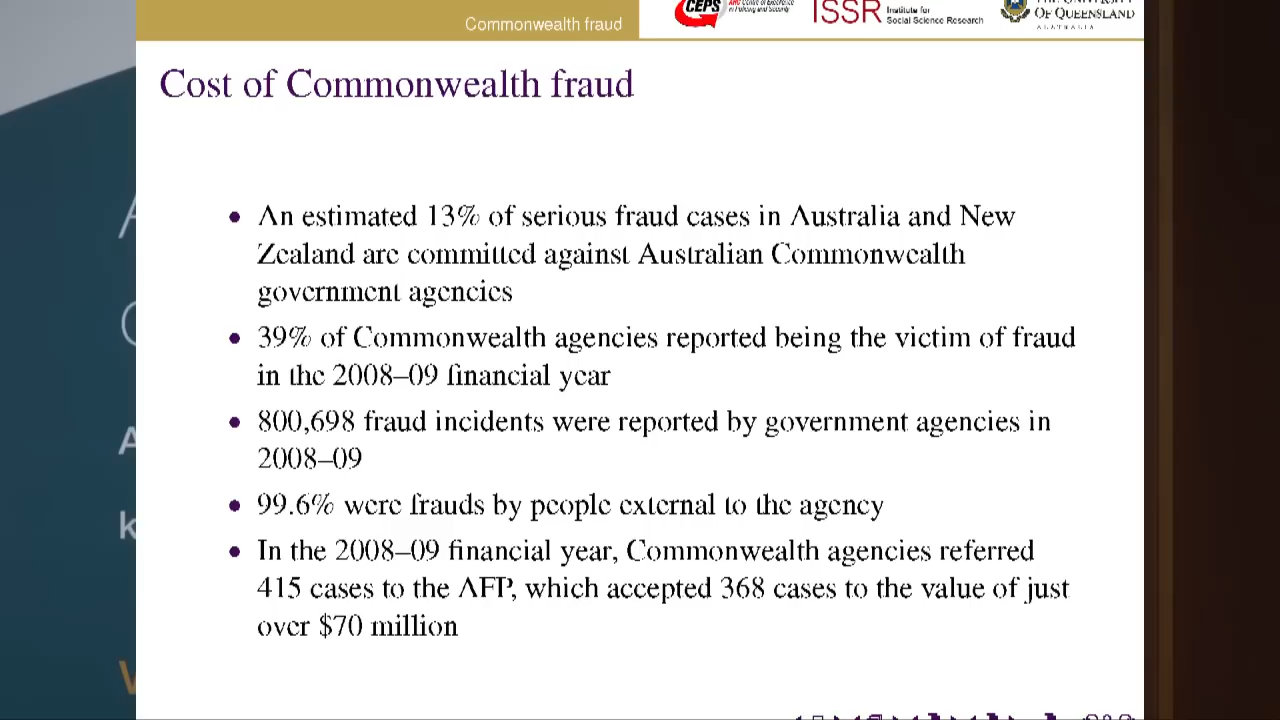 Commonwealth fraud
CEPS
ISSR
Institute for
Social Science Research
OF QUEENSLAND
AUSTRALIA
Cost of Commonwealth fraud
An estimated 13% of serious fraud cases in Australia and New
Zealand are committed against Australian Commonwealth
government agencies
39% of Commonwealth agencies reported being the victim of fraud
in the 2008–09 financial year
800,698 fraud incidents were reported by government agencies in
2008–09
99.6% were frauds by people external to the agency
In the 2008–09 financial year, Commonwealth agencies referred
415 cases to the AFP, which accepted 368 cases to the value of just
over $70 million